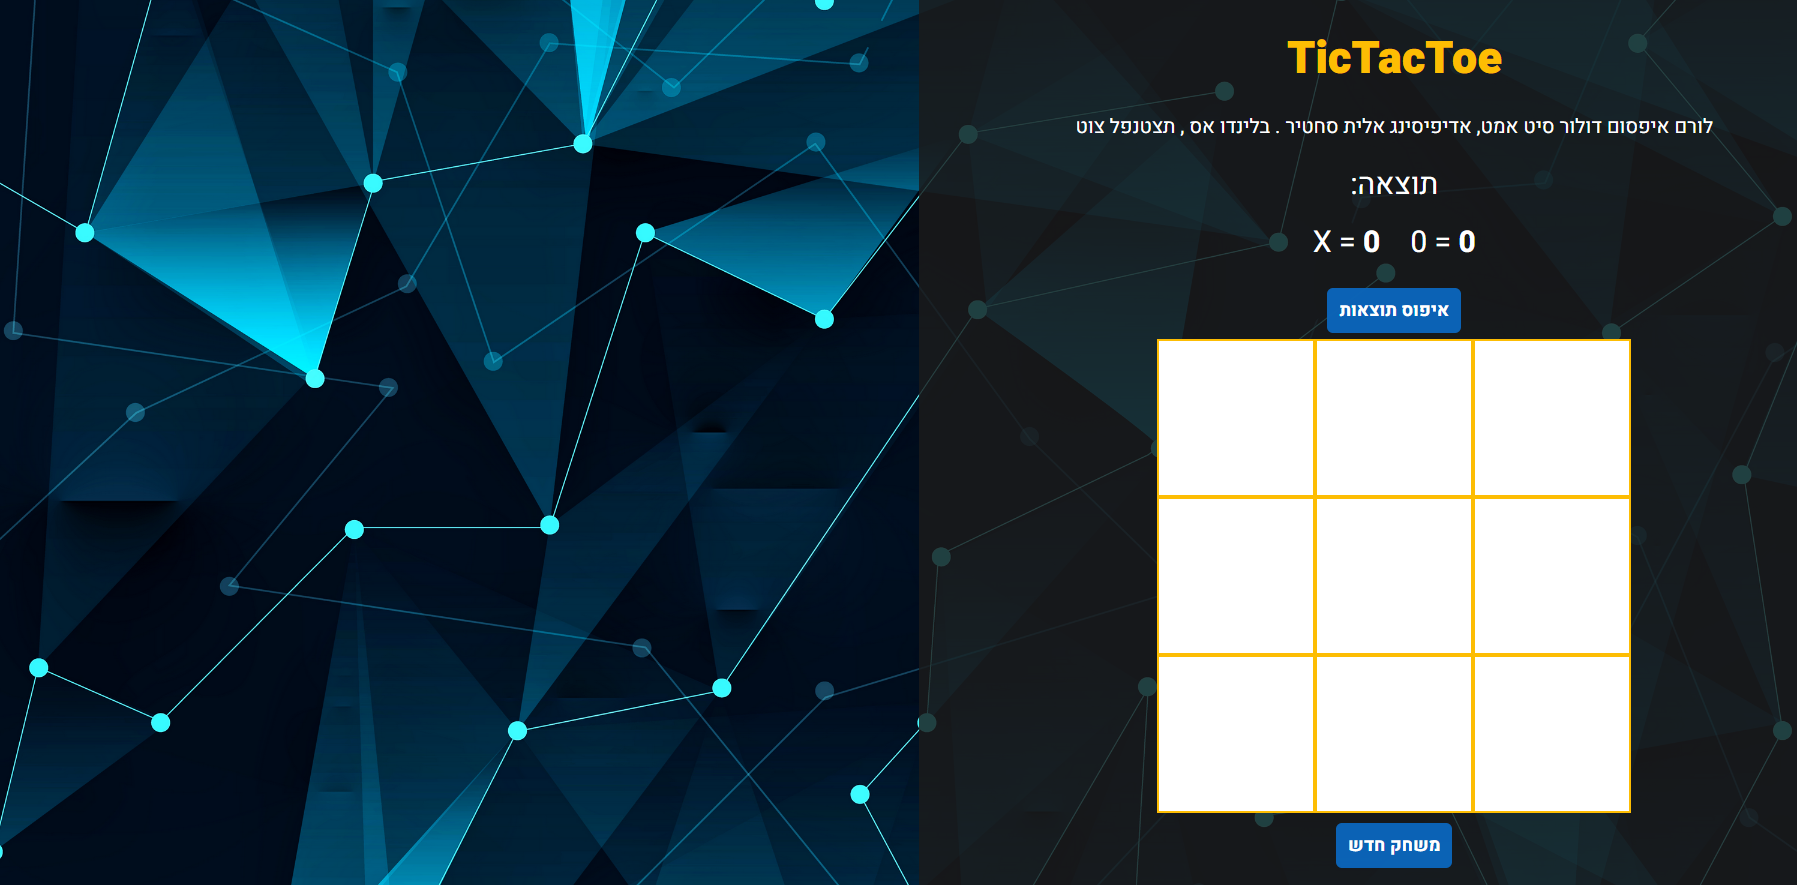 TicTacToe
לורם איפסום דולור סיט אמט, אדיפיסינג אלית סחטיר . בלינדו אס , תצטנפל צוט
תוצאה:
X = 0 0 = 0
איפוס תוצאות
משחק חדש